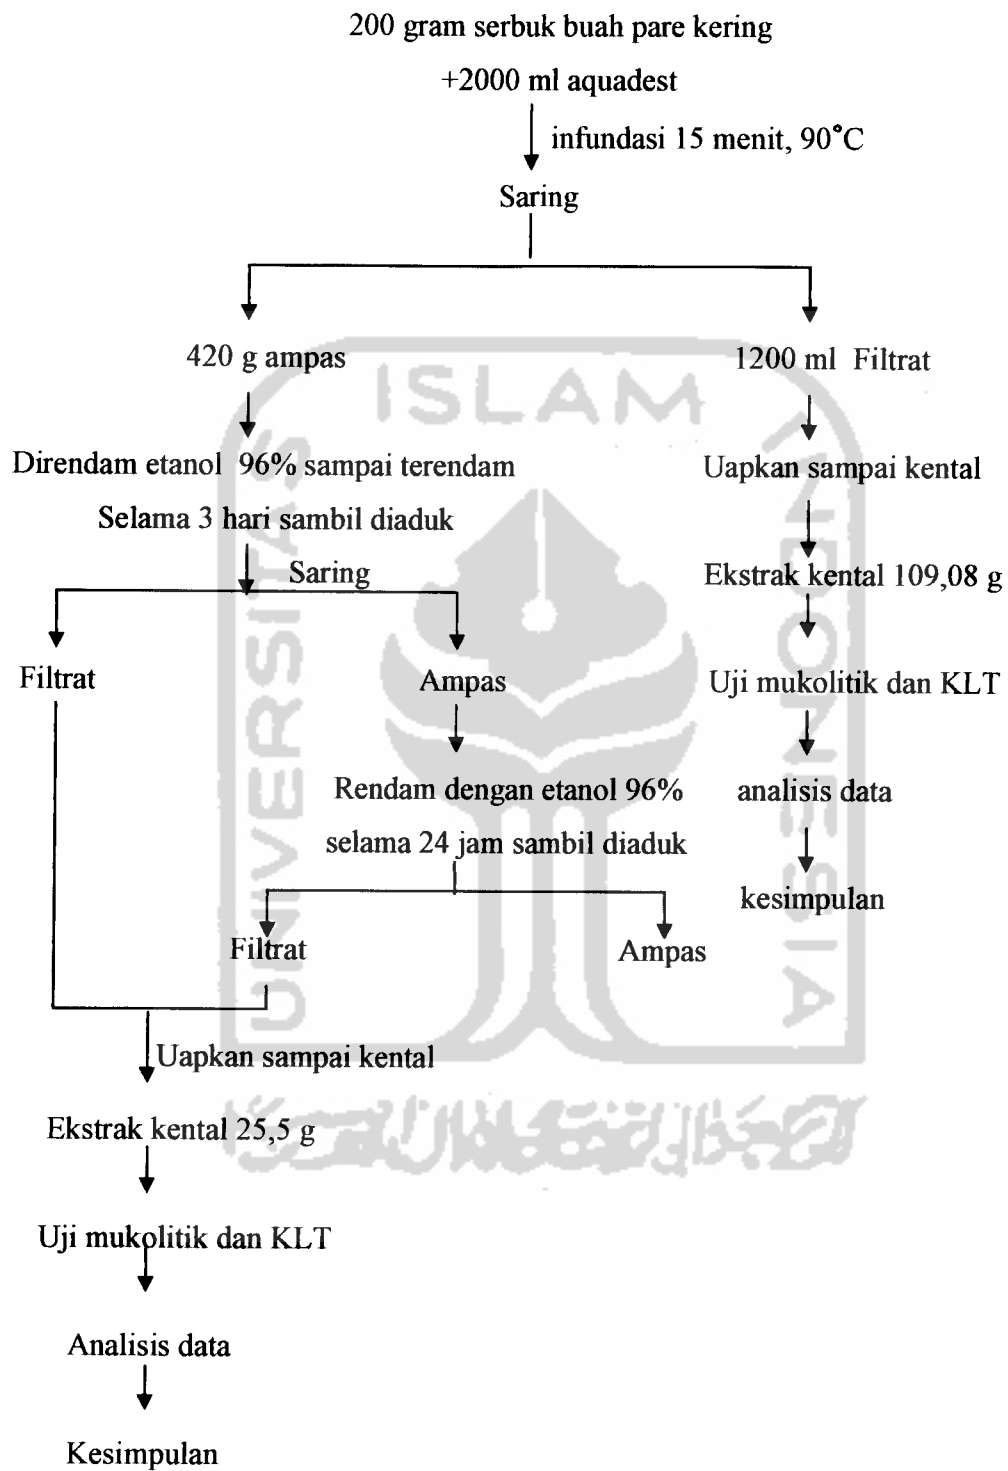 200 gram serbuk buah pare kering
+2000 ml aquadest
infundasi 15 menit, 90°C
Saring
420 g ampas
1200 ml Filtrat
Direndam etanol 96% sampai terendam
Selama 3 hari sambil diaduk
Uapkan sampai kental
Saring
Ekstrak kental 109,08 g
Filtrat
Ampas
Uji mukolitik dan KLT
Rendam dengan etanol 96%
selama 24 jam sambil diaduk
analisis data
kesimpulan
Filtrat
Ampas
Uapkan sampai kental
Ekstrak kental 25,5 g
Uji mukolitik dan KLT
Analisis data
Kesimpulan
UNIVERSITAS
ISLAM
INDONESIA